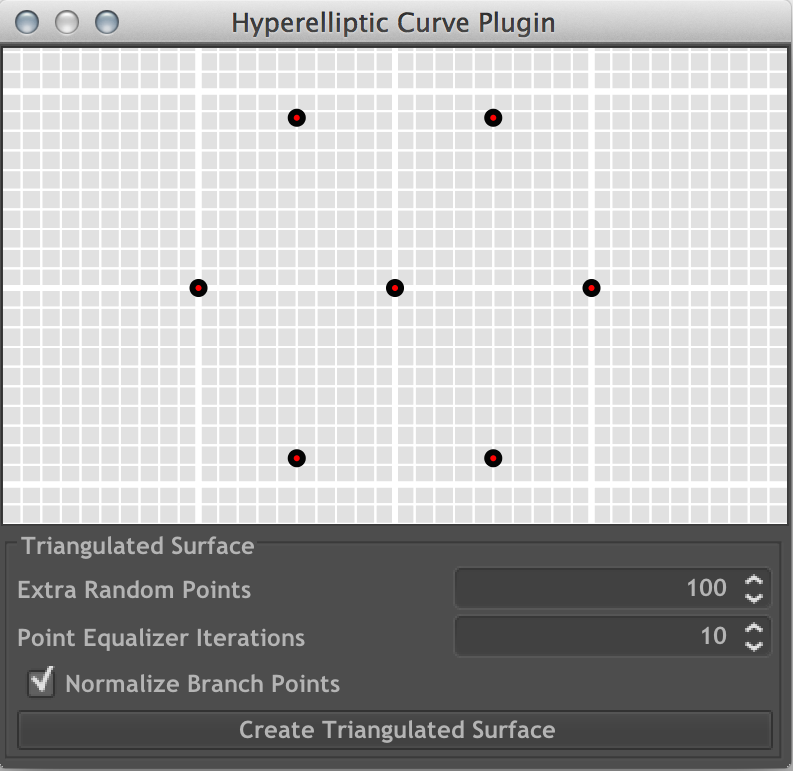 Hyperelliptic Curve Plugin
Triangulated Surface
Extra Random Points 100
Point Equalizer Iterations 10
Normalize Branch Points
Create Triangulated Surface